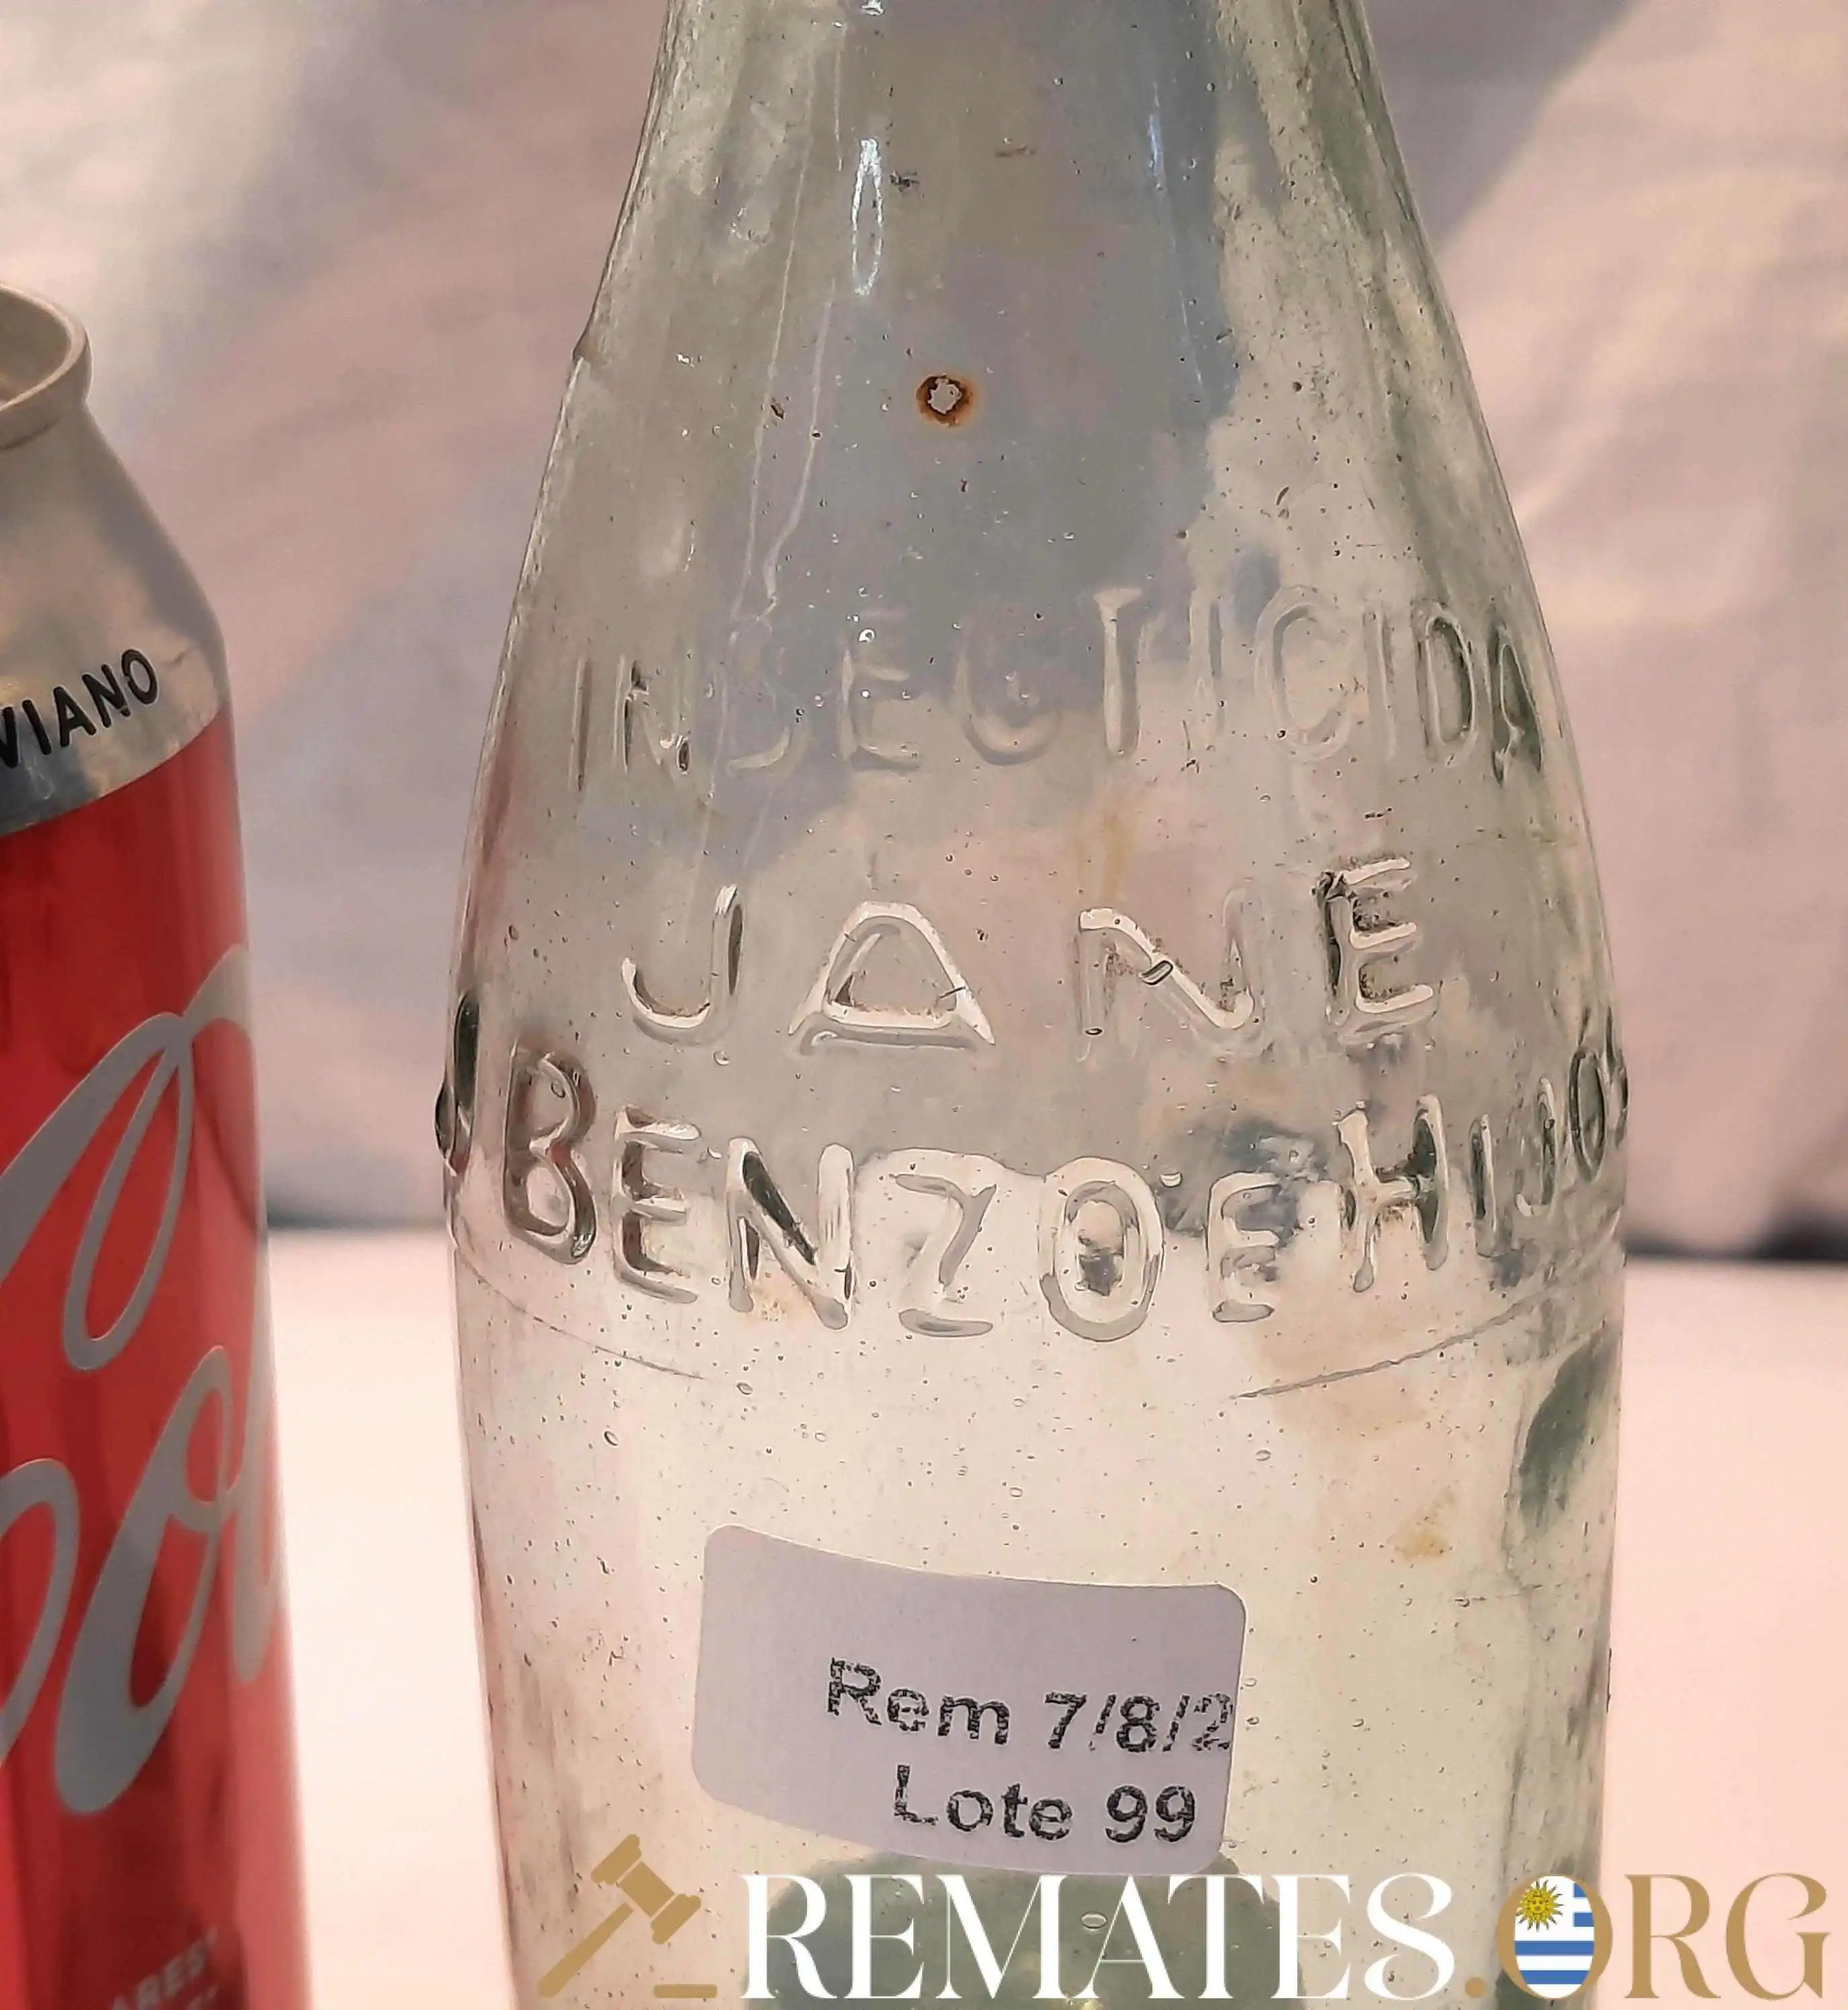 VIANO
INSECTICIDA
JANE
BENZO E HIJOS
Rem 7/8/2
Lote 99
REMATES.ORG